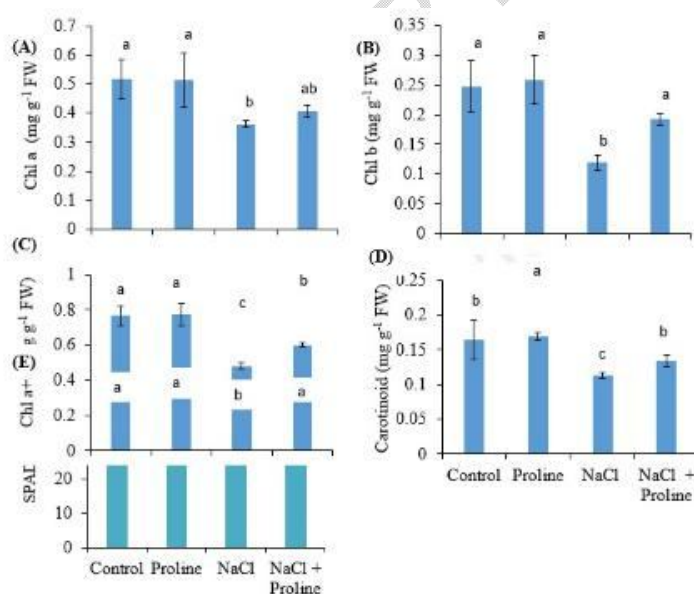 (A)
Chl a (mg g-1 FW)
0.7
0.6
0.5
0.4
0.3
0.2
0.1
0
a
a
b
ab
(B)
Chl b (mg g-1 FW
0.35
0.3
0.25
0.2
0.15
0.1
0.05
0
a
a
b
a
(C)
Chl a+
g g-1 FW)
1
0.8
0.6
0.4
0.2
0
a
a
c
b
(E)
a
a
b
a
20
10
0
Control
Proline
NaCl
NaCl +
Proline
(D)
Carotinoid (mg g-1 FW)
0.25
0.2
0.15
0.1
0.05
0
b
a
c
b
Control
Proline
NaCl
NaCl +
Proline